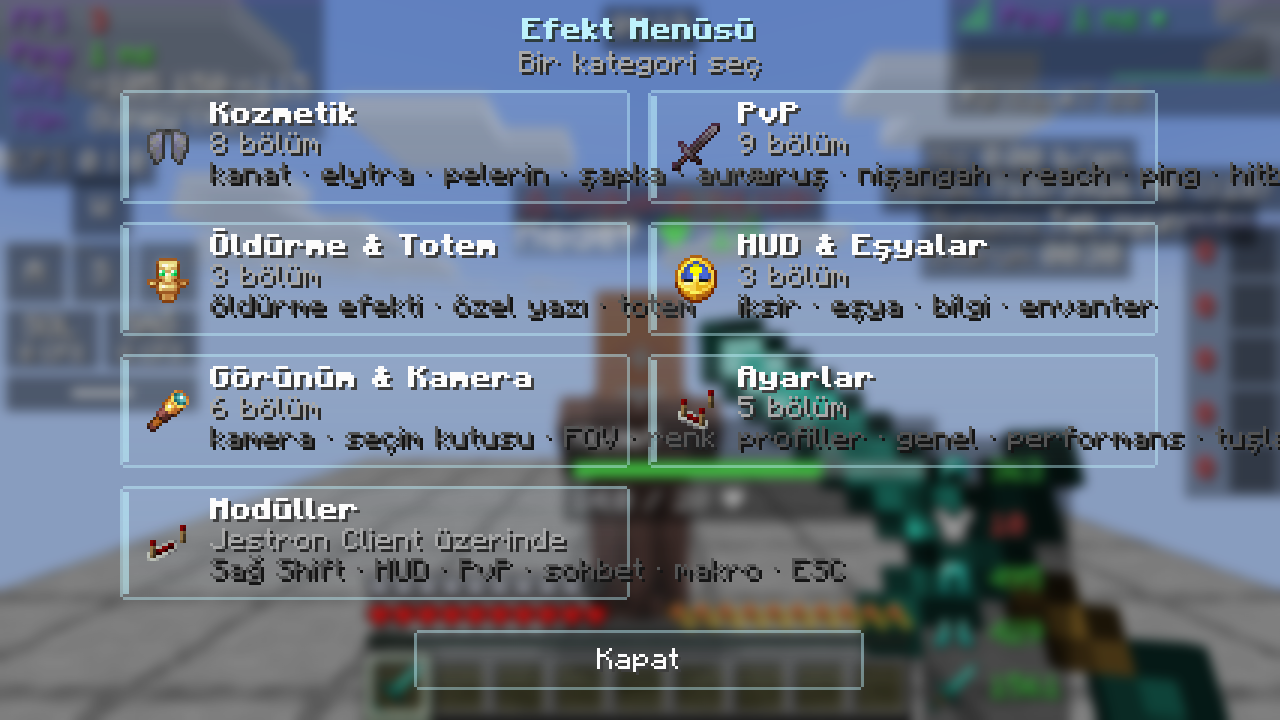 Efekt Menüsü
Bir kategori seç
Kozmetik
8 bölüm
kanat · elytra · pelerin · şapka · aura
PvP
9 bölüm
vuruş · nişangah · reach · ping · hitb
Öldürme & Totem
3 bölüm
öldürme efekti · özel yazı · totem
HUD & Eşyalar
3 bölüm
iksir · eşya · bilgi · envanter
Görünüm & Kamera
6 bölüm
kamera · seçim kutusu · FOV · renk
Ayarlar
5 bölüm
profiller · genel · performans · tuşla
Modüller
Jestron Client üzerinde
Sağ Shift · HUD · PvP · sohbet · makro · ESC
Kapat